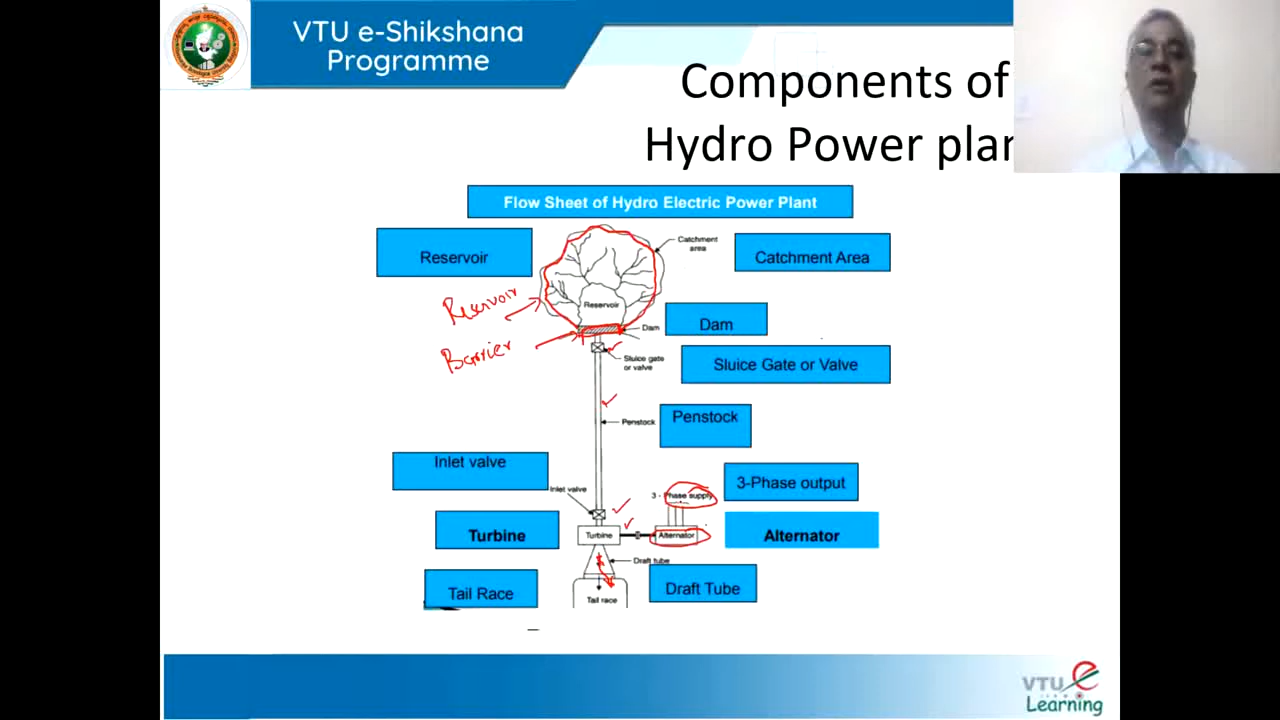 VTU e-Shikshana
Programme
Components of
Hydro Power plan
Flow Sheet of Hydro Electric Power Plant
Reservoir
Catchment
area
Catchment Area
Reservoir
Reservoir
Dam
Dam
Barrier
Sluice gate
or valve
Sluice Gate or Valve
Penstock
Penstock
Inlet valve
Inlet valve
3 - Phase supply
3-Phase output
Turbine
Turbine
Alternator
Alternator
Draft tube
Draft Tube
Tail Race
Tail race
VTU e
Learning